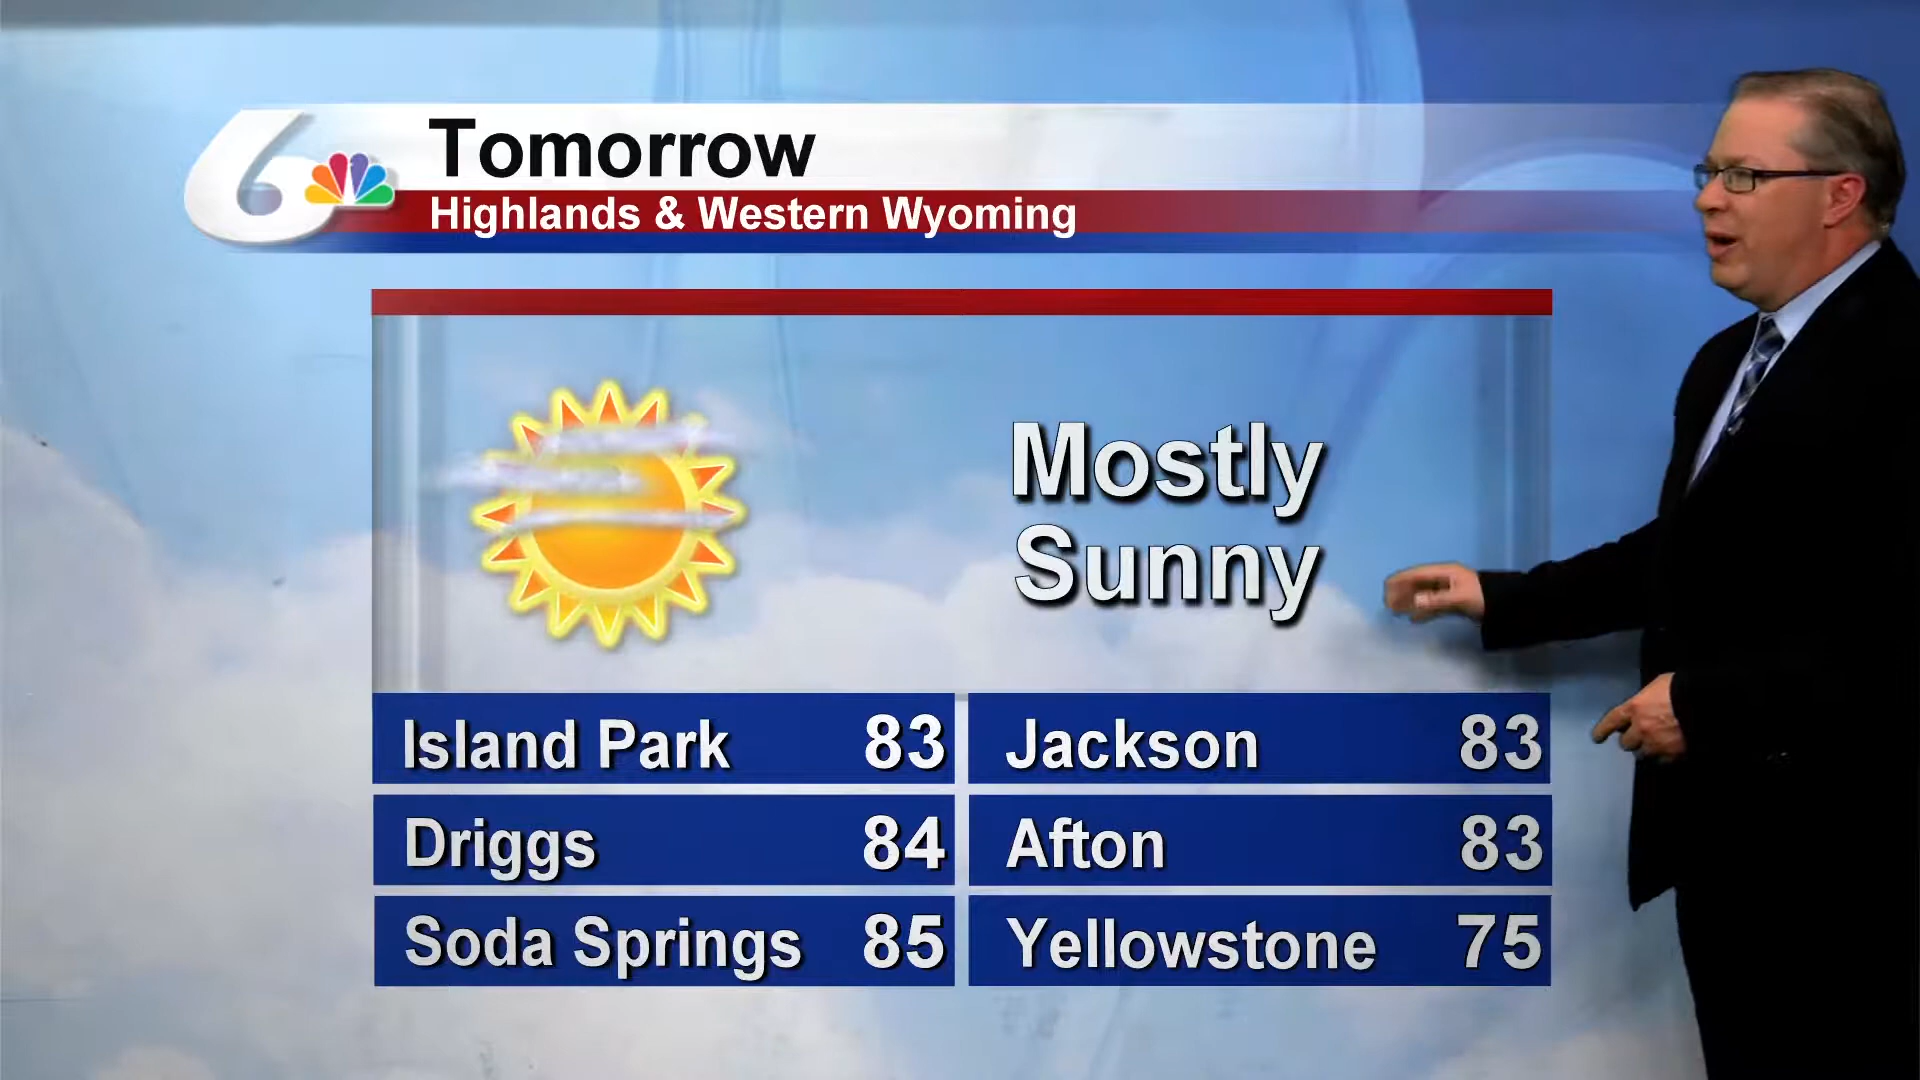 6
Tomorrow
Highlands & Western Wyoming
Mostly
Sunny
Island Park 83
Jackson 83
Driggs 84
Afton 83
Soda Springs 85
Yellowstone 75